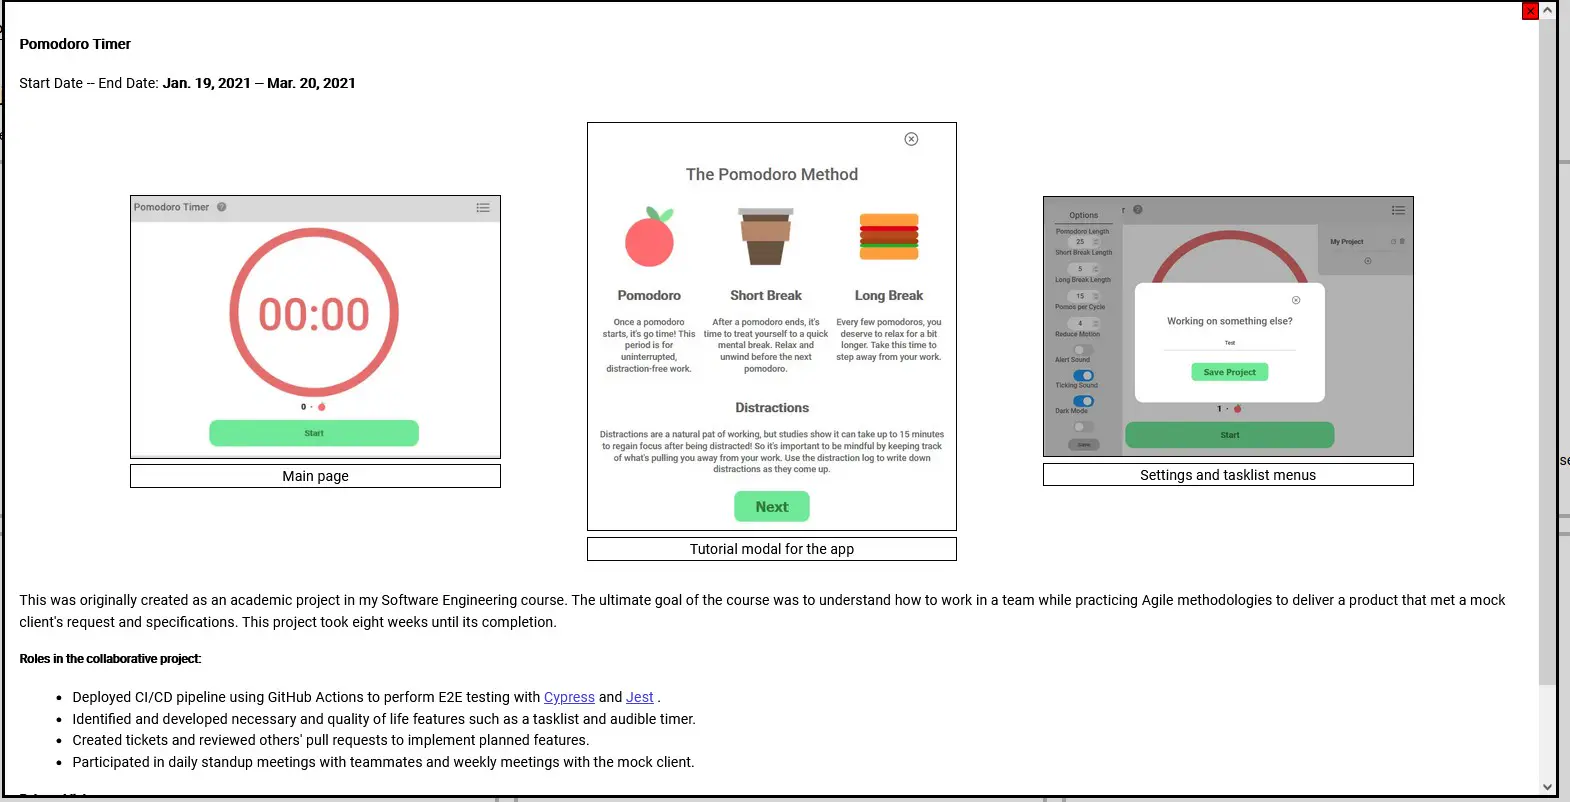 Pomodoro Timer
Start Date -- End Date: Jan. 19, 2021 -- Mar. 20, 2021
Pomodoro Timer
00:00
0 ·
Start
Main page
The Pomodoro Method
Pomodoro
Once a pomodoro
starts, it's go time! This
period is for
uninterrupted,
distraction-free work.
Short Break
After a pomodoro ends, it's
time to treat yourself to a quick
mental break. Relax and
unwind before the next
pomodoro.
Long Break
Every few pomodoros, you
deserve to relax for a bit
longer. Take this time to
step away from your work.
Distractions
Distractions are a natural pat of working, but studies show it can take up to 15 minutes
to regain focus after being distracted! So it's important to be mindful by keeping track
of what's pulling you away from your work. Use the distraction log to write down
distractions as they come up.
Next
Tutorial modal for the app
Options
Pomodoro Length
25
Short Break Length
5
Long Break Length
15
Pomos per Cycle
4
Reduce Motion
Alert Sound
Ticking Sound
Dark Mode
My Project
Working on something else?
Test
Save Project
1 ·
Start
Settings and tasklist menus
This was originally created as an academic project in my Software Engineering course. The ultimate goal of the course was to understand how to work in a team while practicing Agile methodologies to deliver a product that met a mock
client's request and specifications. This project took eight weeks until its completion.
Roles in the collaborative project:
Deployed CI/CD pipeline using GitHub Actions to perform E2E testing with Cypress and Jest .
Identified and developed necessary and quality of life features such as a tasklist and audible timer.
Created tickets and reviewed others' pull requests to implement planned features.
Participated in daily standup meetings with teammates and weekly meetings with the mock client.